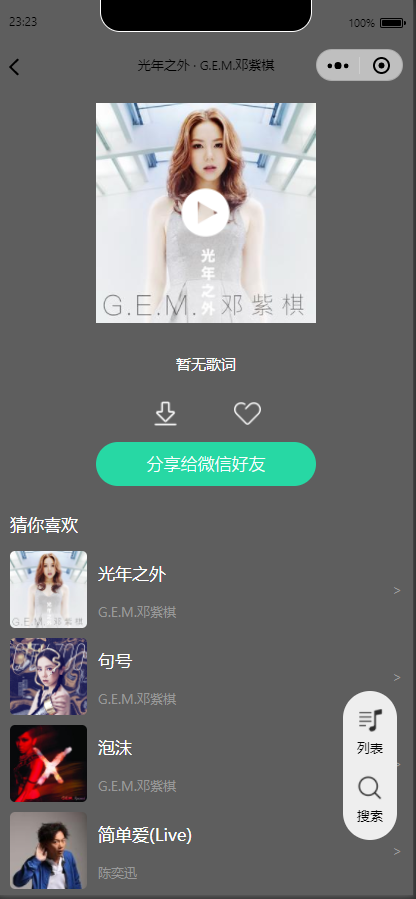 23:23
100%
光年之外 · G.E.M.邓紫棋
光年之外
G.E.M.邓紫棋
暂无歌词
分享给微信好友
猜你喜欢
光年之外
G.E.M.邓紫棋
>
句号
G.E.M.邓紫棋
>
泡沫
G.E.M.邓紫棋
>
简单爱(Live)
陈奕迅
>
列表
搜索